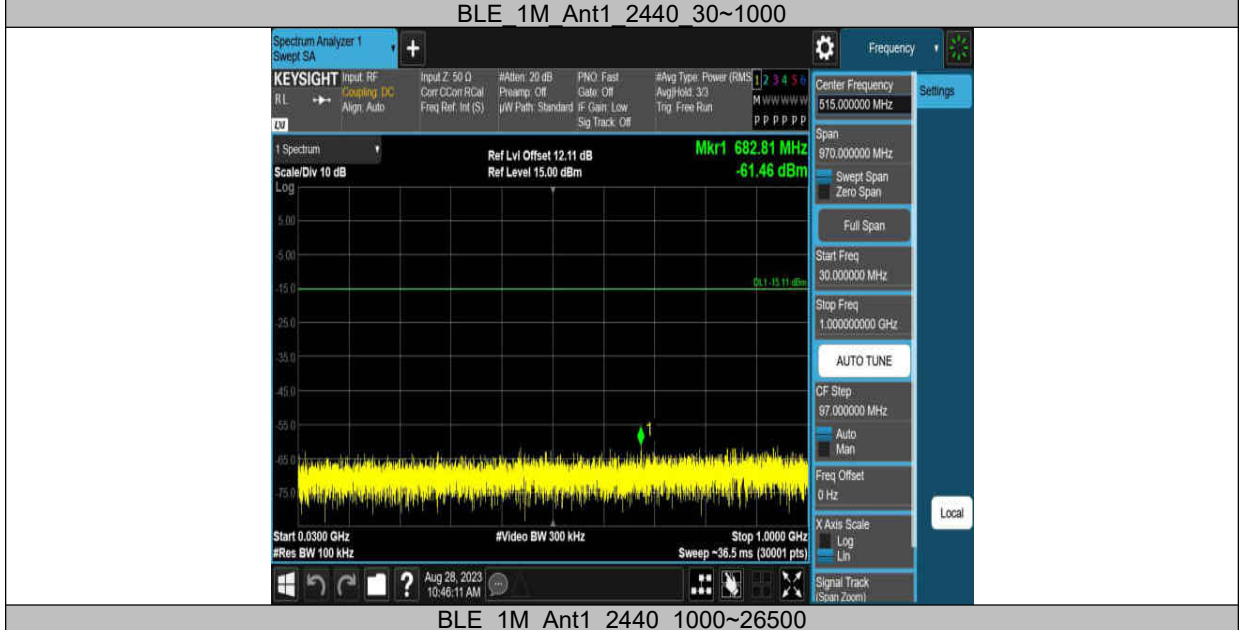 BLE_1M_Ant1_2440_30~1000
Spectrum Analyzer 1
Swept SA
+
Frequency
KEYSIGHT
RL
LXI
Input: RF
Coupling: DC
Align: Auto
Input Z: 50 Ω
Corr CCorr RCal
Freq Ref: Int (S)
#Atten: 20 dB
Preamp: Off
µW Path: Standard
PNO: Fast
Gate: Off
IF Gain: Low
Sig Track: Off
#Avg Type: Power (RMS
Avg|Hold: 3/3
Trig: Free Run
1 2 3 4 5 6
M W W W W W
P P P P P P
Center Frequency
515.000000 MHz
Settings
1 Spectrum
Scale/Div 10 dB
Log
Ref Lvl Offset 12.11 dB
Ref Level 15.00 dBm
Mkr1 682.81 MHz
-61.46 dBm
Span
970.000000 MHz
Swept Span
Zero Span
Full Span
Start Freq
30.000000 MHz
Stop Freq
1.000000000 GHz
AUTO TUNE
CF Step
97.000000 MHz
Auto
Man
Freq Offset
0 Hz
X Axis Scale
Log
Lin
Signal Track
(Span Zoom)
Local
5.00
-5.00
-15.0
DL1 -15.11 dBm
-25.0
-35.0
-45.0
-55.0
1
-65.0
-75.0
Start 0.0300 GHz
#Video BW 300 kHz
Stop 1.0000 GHz
#Res BW 100 kHz
Sweep ~36.5 ms (30001 pts)
?
Aug 28, 2023
10:46:11 AM
BLE_1M_Ant1_2440_1000~26500